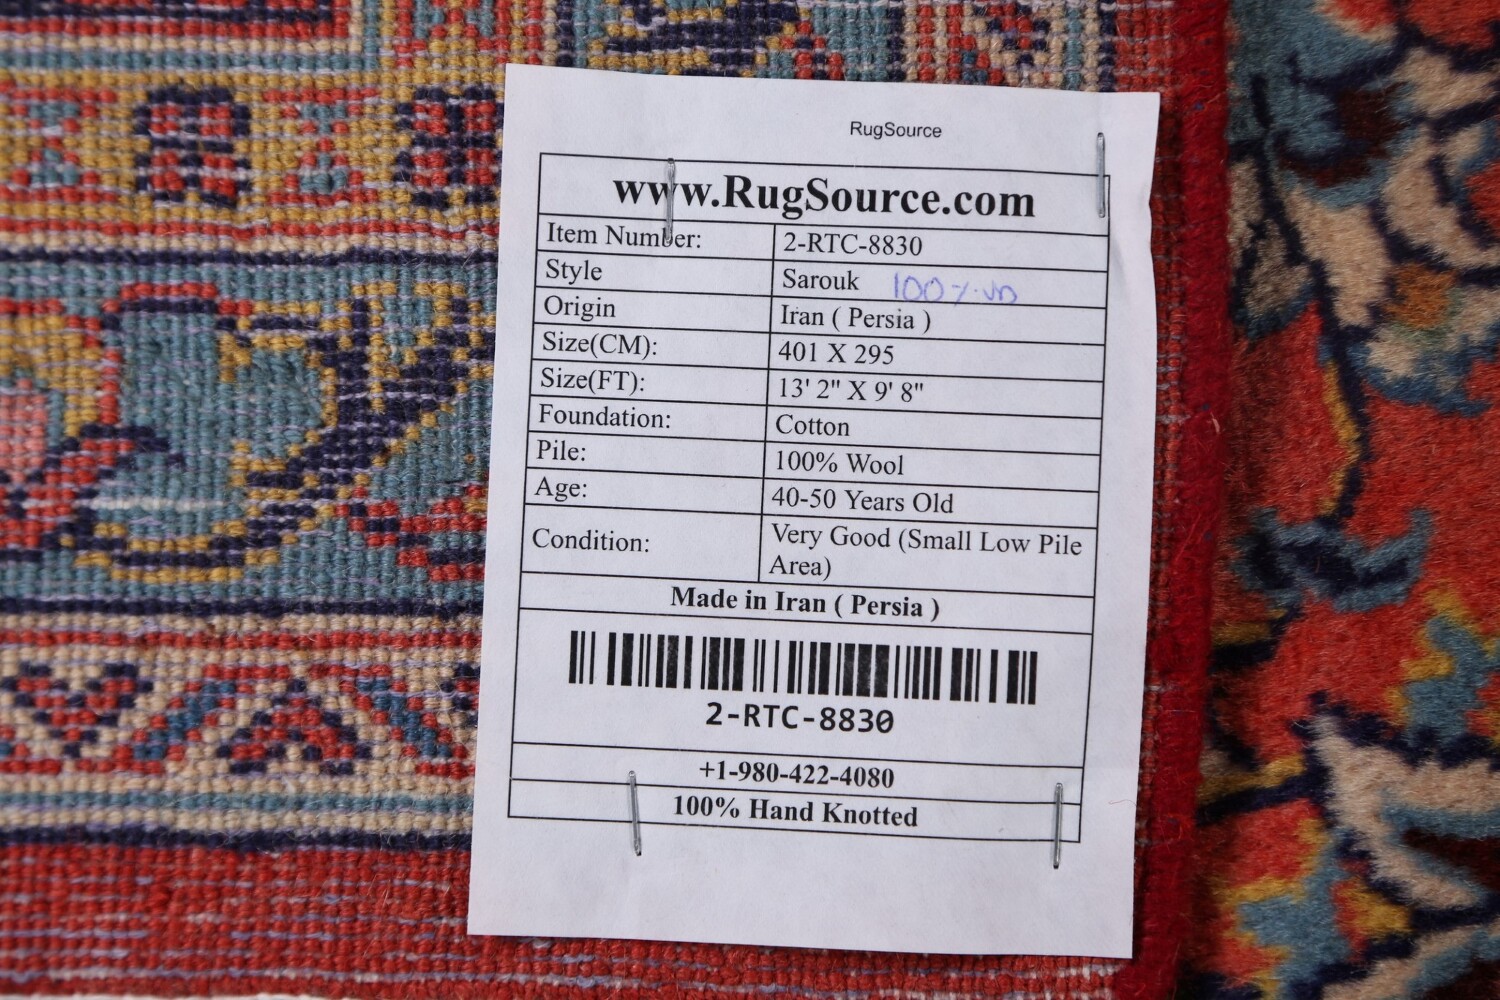 RugSource
www.RugSource.com
Item Number: 2-RTC-8830
Style Sarouk 100%
Origin Iran ( Persia )
Size(CM): 401 X 295
Size(FT): 13' 2" X 9' 8"
Foundation: Cotton
Pile: 100% Wool
Age: 40-50 Years Old
Condition: Very Good (Small Low Pile
Area)
Made in Iran ( Persia )
2-RTC-8830
+1-980-422-4080
100% Hand Knotted